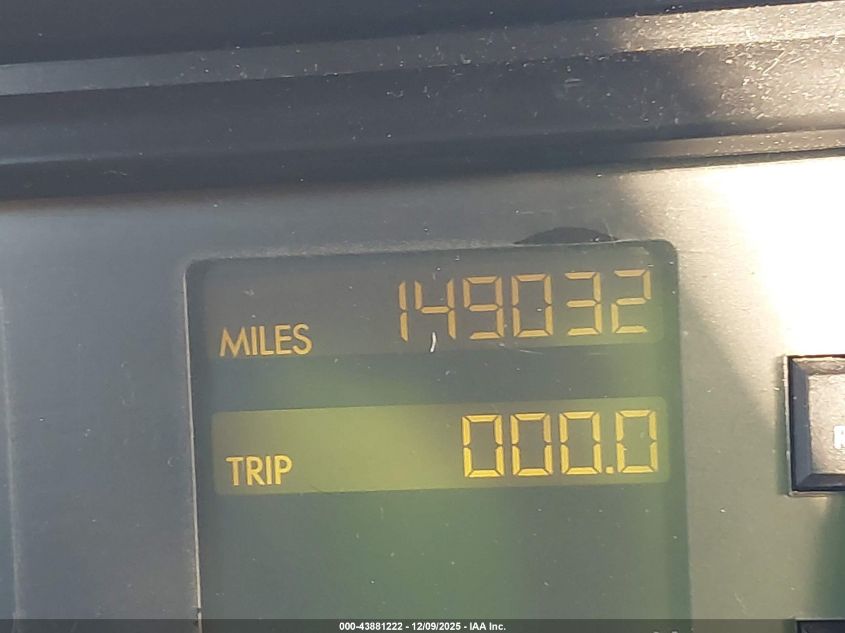 MILES 149032
TRIP 000.0
000-43881222 - 12/09/2025 - IAA Inc.